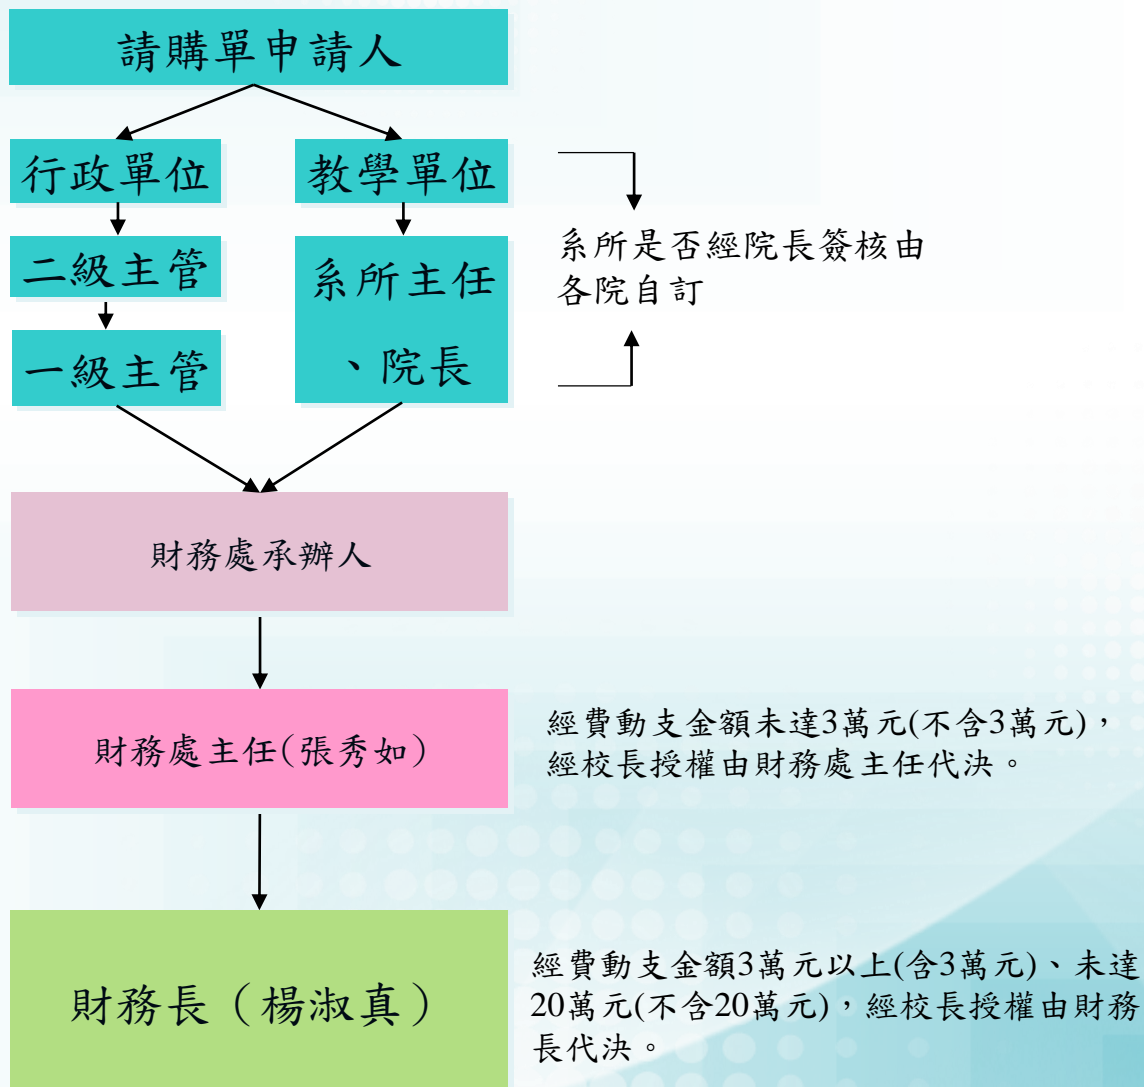 請購單申請人
行政單位
教學單位
二級主管
一級主管
系所主任
、院長
系所是否經院長簽核由
各院自訂
財務處承辦人
財務處主任(張秀如)
經費動支金額未達3萬元(不含3萬元)，
經校長授權由財務處主任代決。
財務長（楊淑真）
經費動支金額3萬元以上(含3萬元)、未達
20萬元(不含20萬元)，經校長授權由財務
長代決。